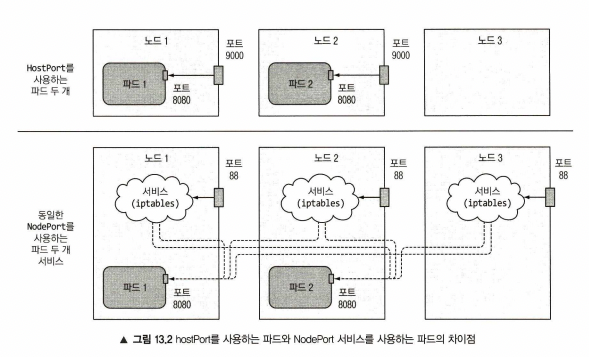 HostPort를
사용하는
파드 두 개
노드 1
포트
9000
파드 1
포트
8080
노드 2
포트
9000
파드 2
포트
8080
노드 3
동일한
NodePort를
사용하는
파드 두 개
서비스
노드 1
포트
88
서비스
(iptables)
파드 1
포트
8080
노드 2
포트
88
서비스
(iptables)
파드 2
포트
8080
노드 3
포트
88
서비스
(iptables)
▲ 그림 13.2 hostPort를 사용하는 파드와 NodePort 서비스를 사용하는 파드의 차이점